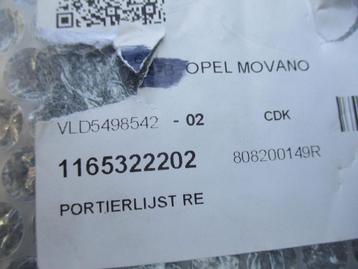 OPEL MOVANO
VLD5498542 - 02 CDK
1165322202 808200149R
PORTIERLIJST RE